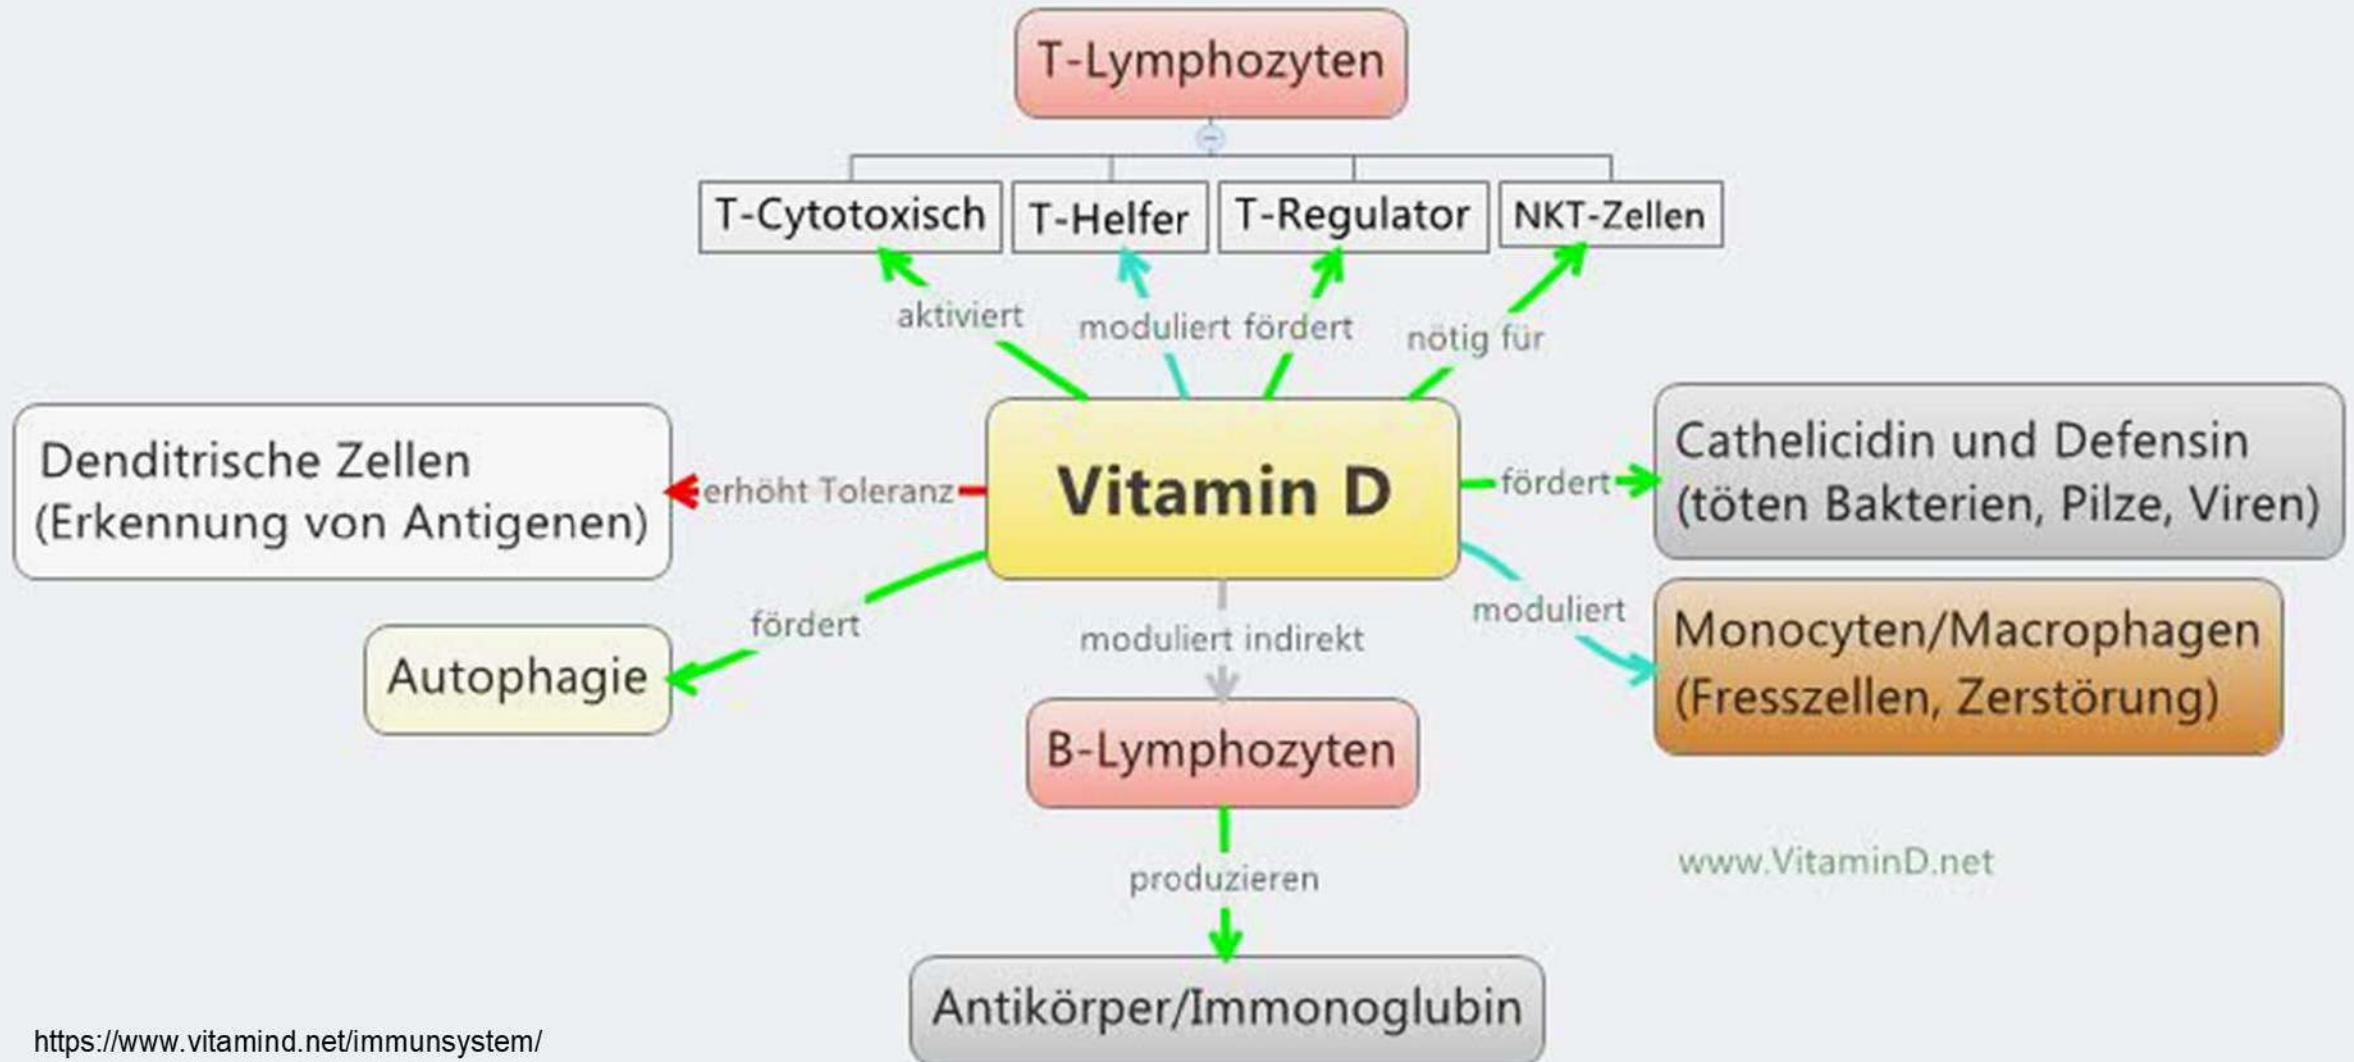 T-Lymphozyten
T-Cytotoxisch
T-Helfer
T-Regulator
NKT-Zellen
aktiviert
moduliert
fördert
nötig für
Denditrische Zellen
(Erkennung von Antigenen)
erhöht Toleranz
Vitamin D
fördert
Cathelicidin und Defensin
(töten Bakterien, Pilze, Viren)
fördert
Autophagie
moduliert indirekt
moduliert
Monocyten/Macrophagen
(Fresszellen, Zerstörung)
B-Lymphozyten
produzieren
www.VitaminD.net
Antikörper/Immonoglubin
https://www.vitamind.net/immunsystem/